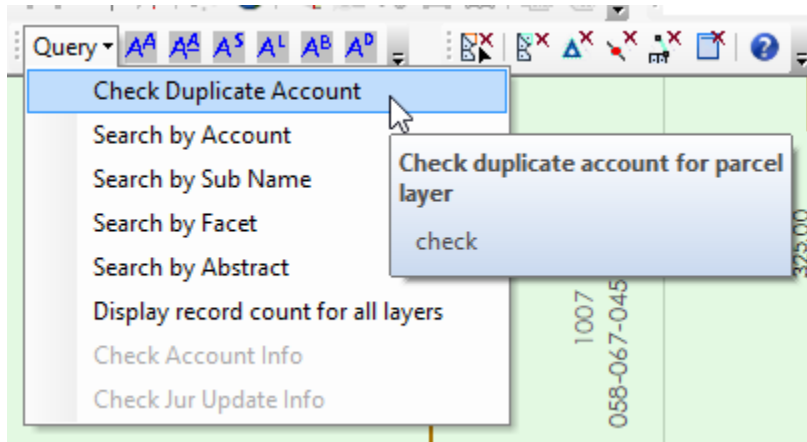 Query
A^A A^A A^S A^L A^B A^D
Check Duplicate Account
Search by Account
Search by Sub Name
Search by Facet
Search by Abstract
Display record count for all layers
Check Account Info
Check Jur Update Info
Check duplicate account for parcel
layer
check
1007
058-067-045
325.00